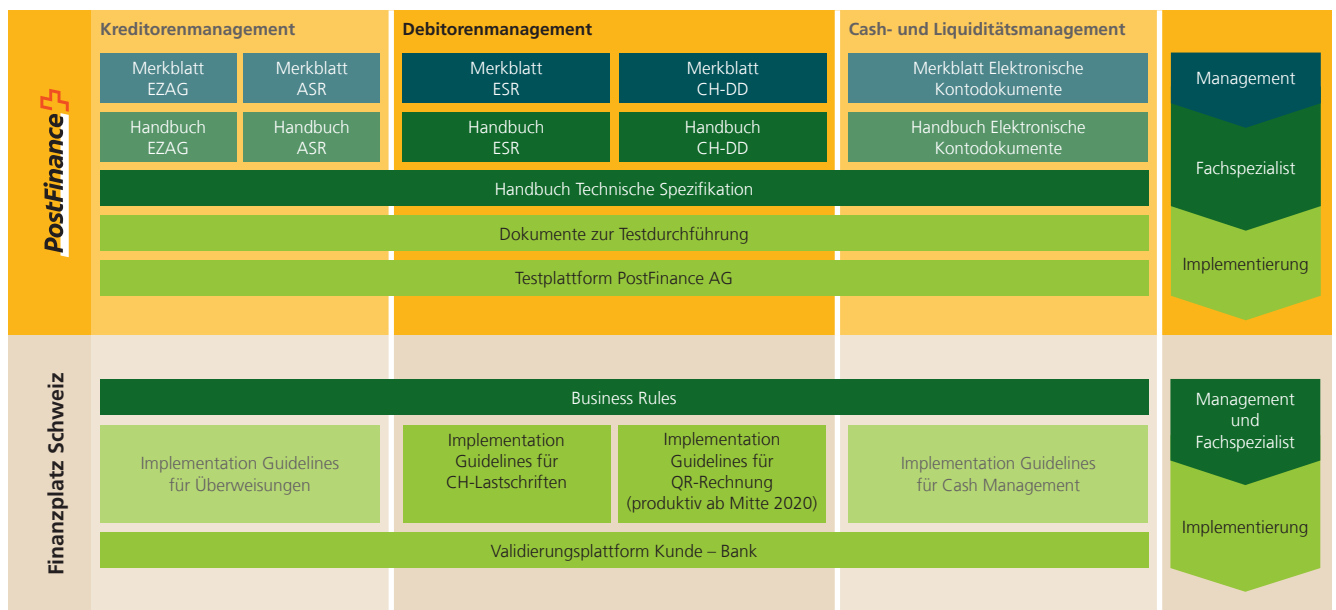 Kreditorenmanagement
Debitorenmanagement
Cash- und Liquiditätsmanagement
PostFinance
Merkblatt
EZAG
Merkblatt
ASR
Merkblatt
ESR
Merkblatt
CH-DD
Merkblatt Elektronische
Kontodokumente
Management
Handbuch
EZAG
Handbuch
ASR
Handbuch
ESR
Handbuch
CH-DD
Handbuch Elektronische
Kontodokumente
Fachspezialist
Handbuch Technische Spezifikation
Dokumente zur Testdurchführung
Testplattform PostFinance AG
Implementierung
Finanzplatz Schweiz
Business Rules
Management
und
Fachspezialist
Implementation Guidelines
für Überweisungen
Implementation
Guidelines für
CH-Lastschriften
Implementation
Guidelines für
QR-Rechnung
(produktiv ab Mitte 2020)
Implementation Guidelines
für Cash Management
Implementierung
Validierungsplattform Kunde – Bank